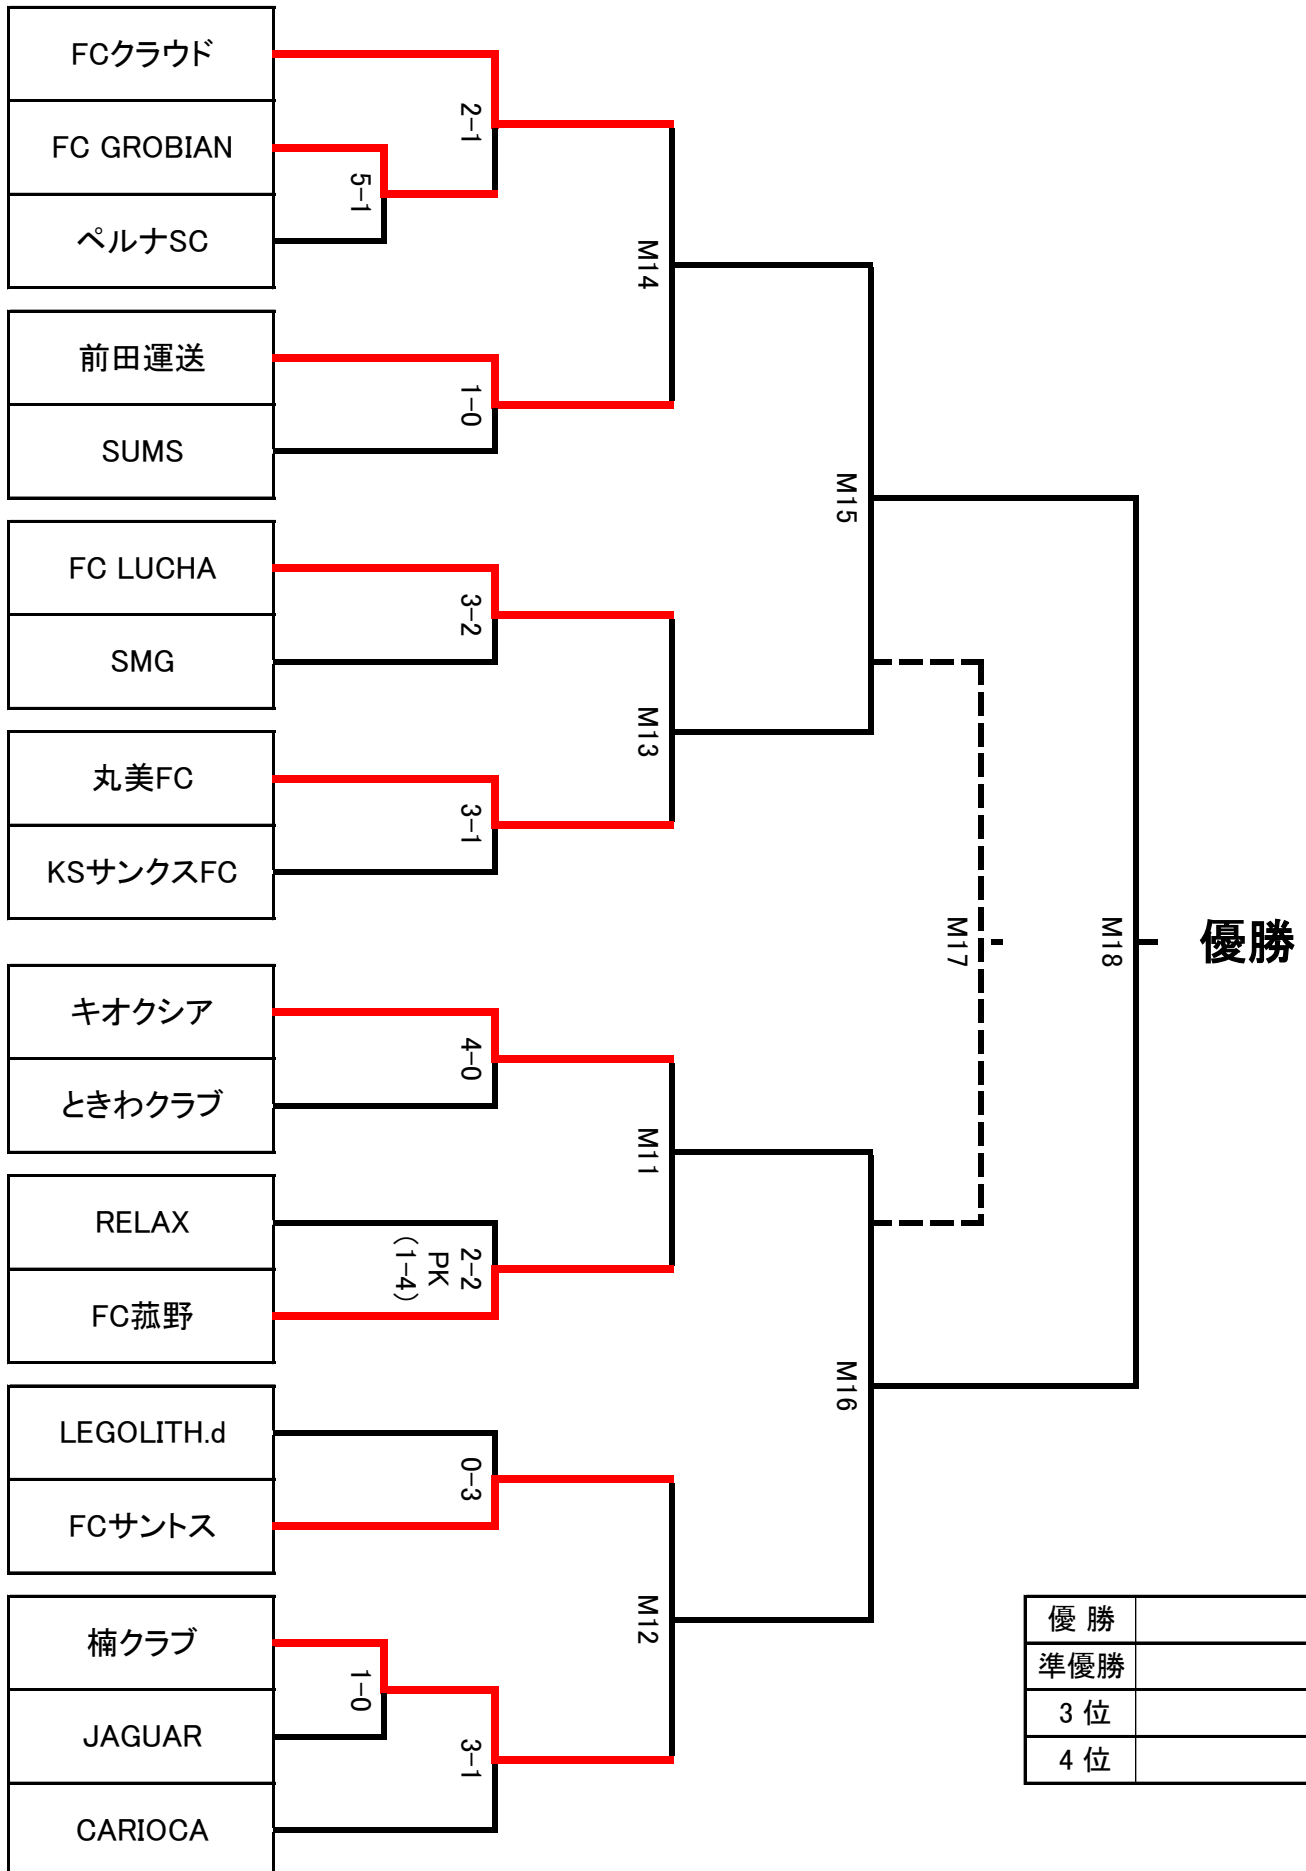 FCクラウド
FC GROBIAN
ペルナSC
前田運送
SUMS
FC LUCHA
SMG
丸美FC
KSサンクスFC
キオクシア
ときわクラブ
RELAX
FC菰野
LEGOLITH.d
FCサントス
楠クラブ
JAGUAR
CARIOCA
5-1
1-0
2-1
1-0
3-2
3-1
4-0
2-2
PK
(1-4)
0-3
3-1
M14
M13
M11
M12
M15
M16
M17
M18
優勝
優 勝
準優勝
3 位
4 位